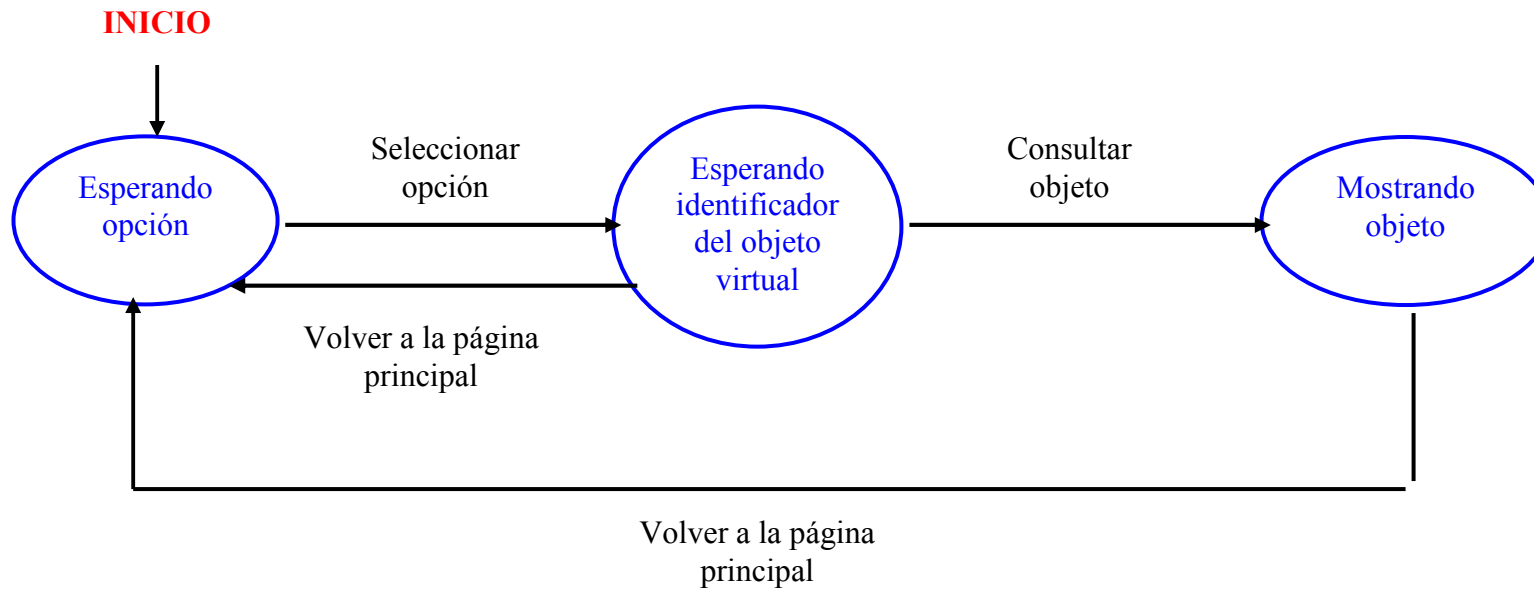 INICIO
Esperando
opción
Seleccionar
opción
Esperando
identificador
del objeto
virtual
Consultar
objeto
Mostrando
objeto
Volver a la página
principal
Volver a la página
principal